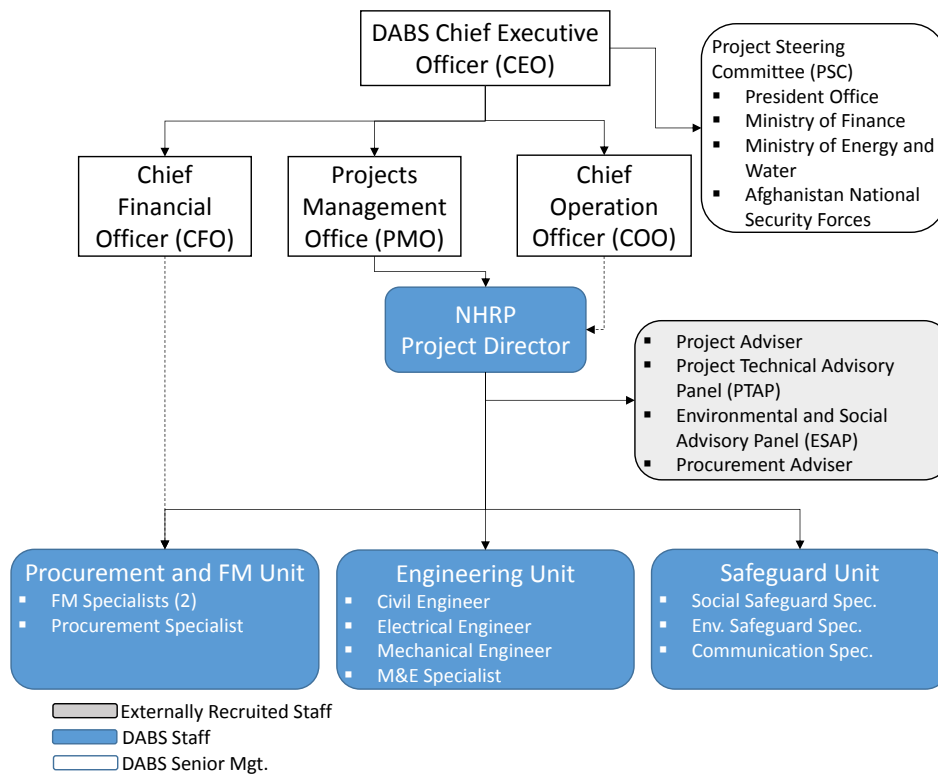 DABS Chief Executive
Officer (CEO)
Project Steering
Committee (PSC)
▪ President Office
▪ Ministry of Finance
▪ Ministry of Energy and
Water
▪ Afghanistan National
Security Forces
Chief
Financial
Officer (CFO)
Projects
Management
Office (PMO)
Chief
Operation
Officer (COO)
NHRP
Project Director
▪ Project Adviser
▪ Project Technical Advisory
Panel (PTAP)
▪ Environmental and Social
Advisory Panel (ESAP)
▪ Procurement Adviser
Procurement and FM Unit
▪ FM Specialists (2)
▪ Procurement Specialist
Engineering Unit
▪ Civil Engineer
▪ Electrical Engineer
▪ Mechanical Engineer
▪ M&E Specialist
Safeguard Unit
▪ Social Safeguard Spec.
▪ Env. Safeguard Spec.
▪ Communication Spec.
Externally Recruited Staff
DABS Staff
DABS Senior Mgt.